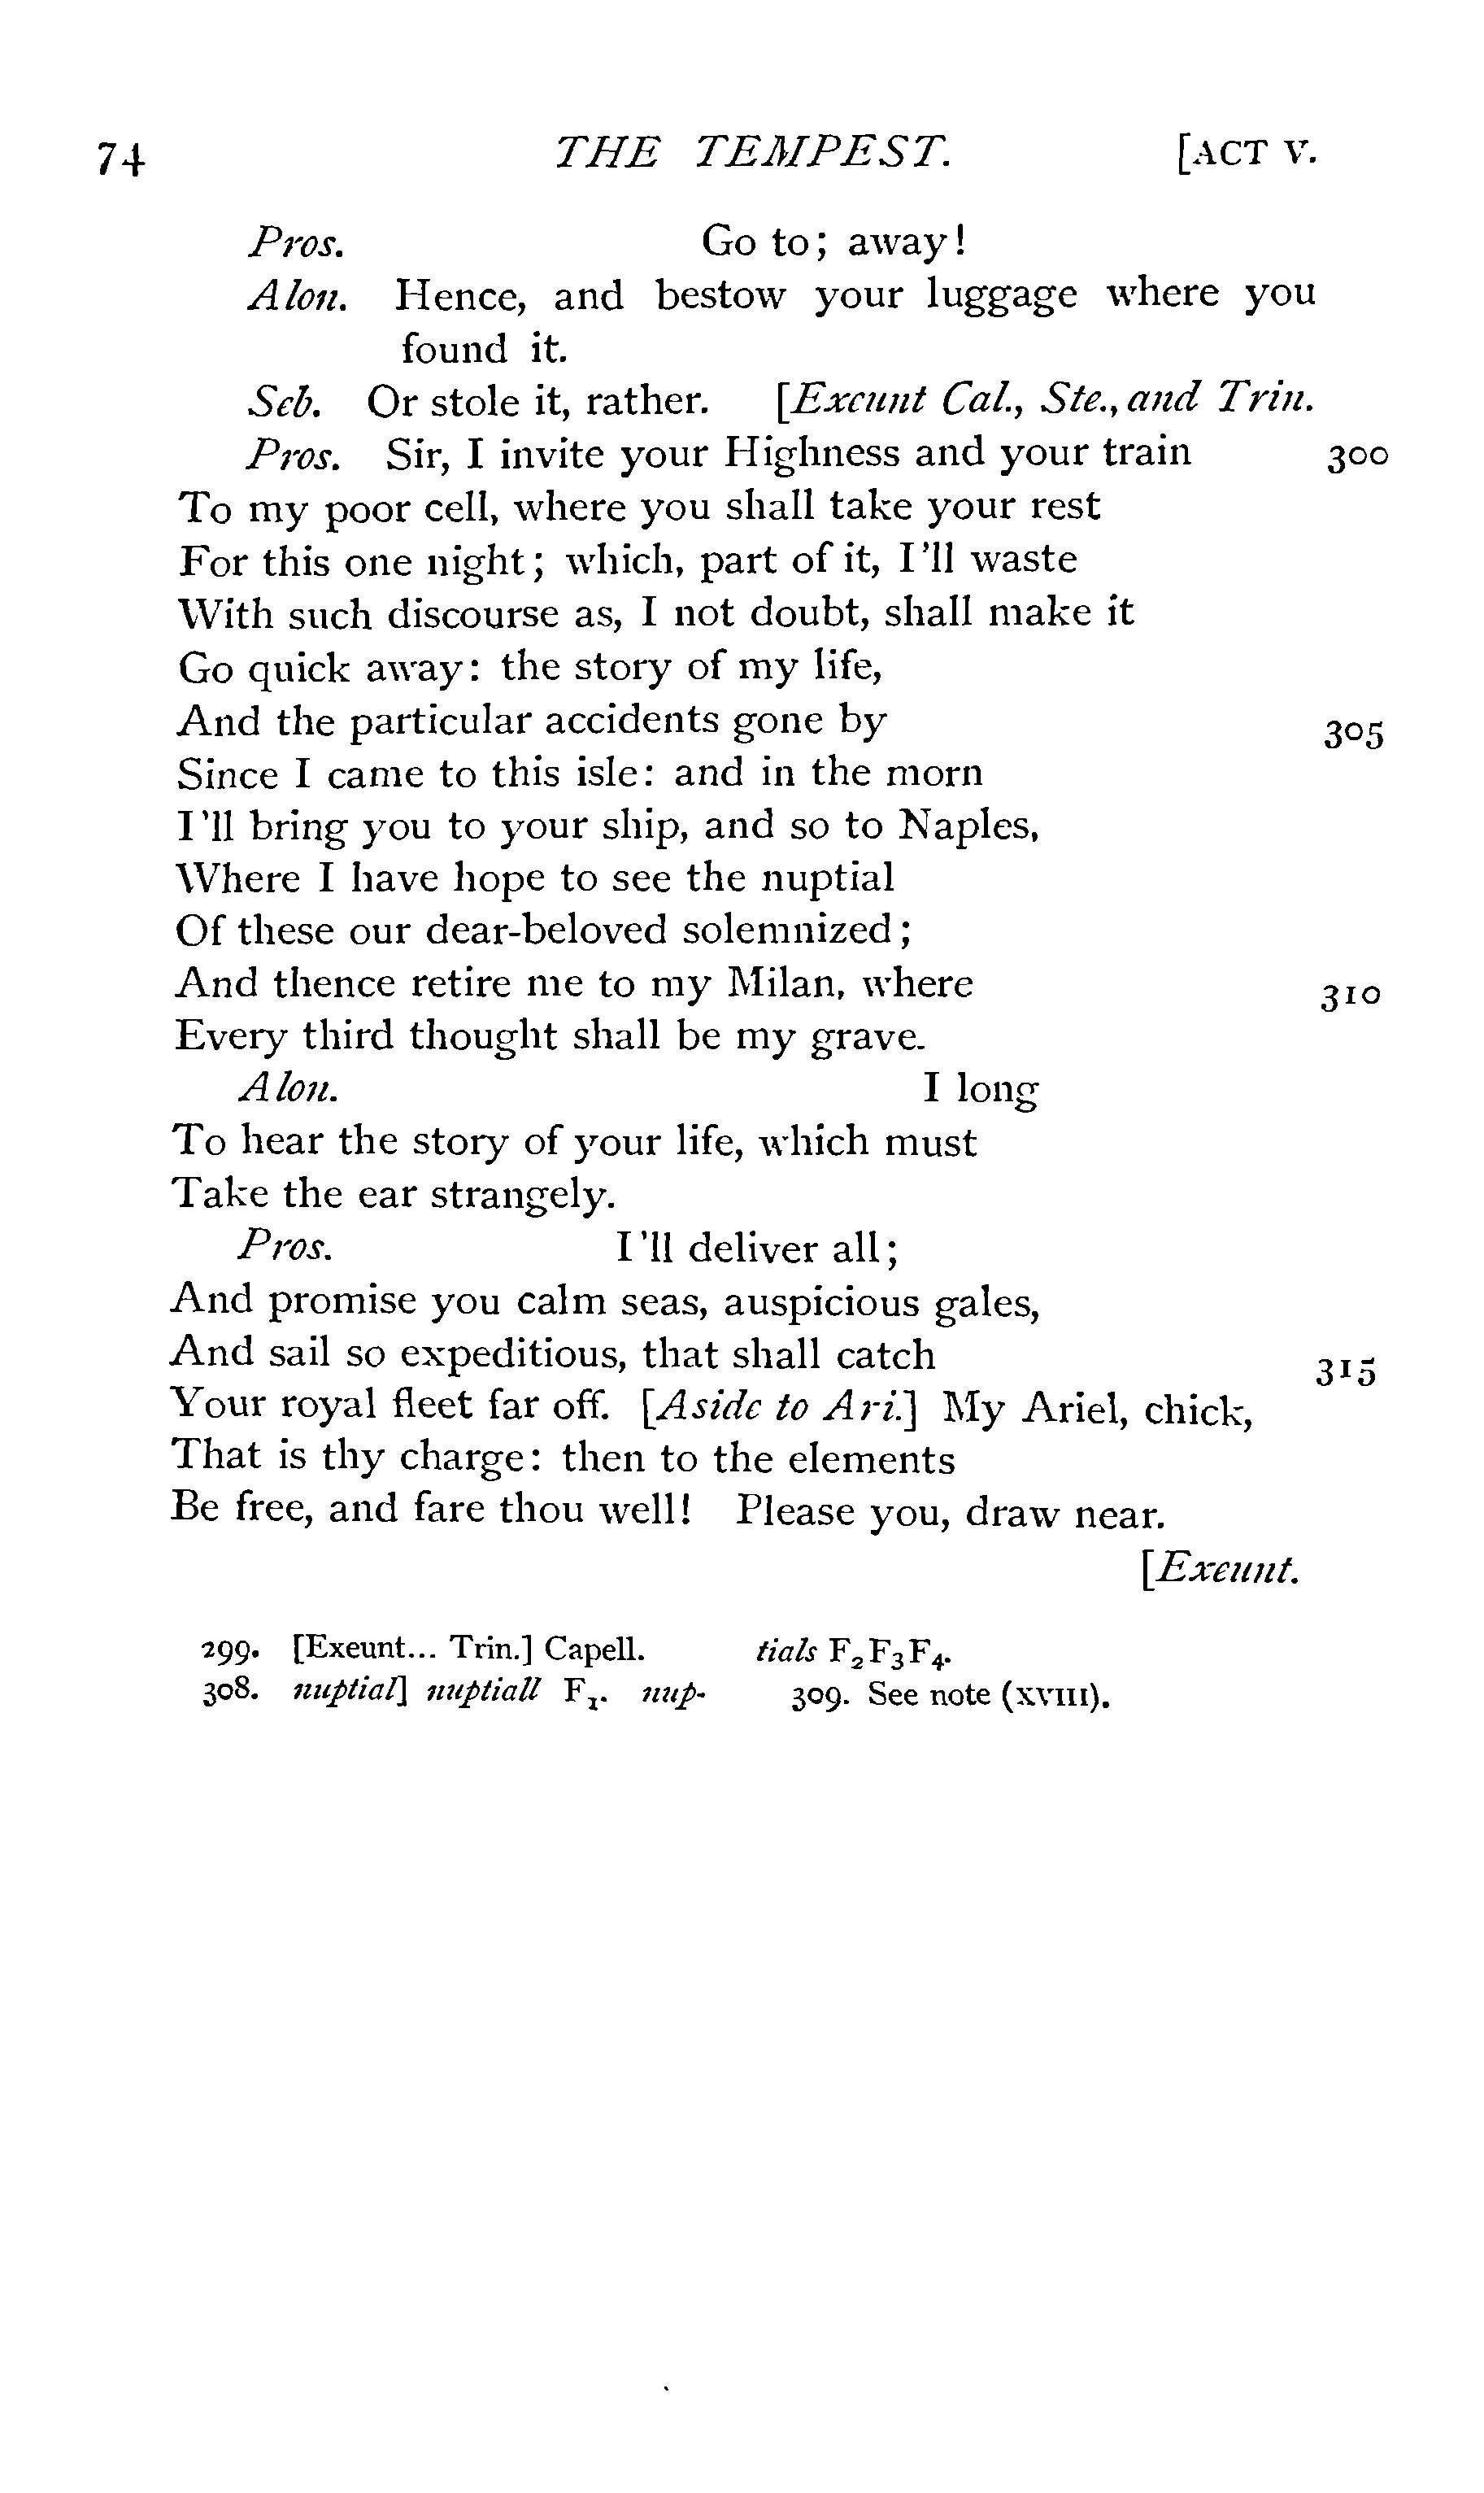 74 THE TEMPEST. [ACT V.
Pros. Go to; away!
Alon. Hence, and bestow your luggage where you
found it.
Seb. Or stole it, rather. [Exeunt Cal., Ste., and Trin.
Pros. Sir, I invite your Highness and your train 300
To my poor cell, where you shall take your rest
For this one night; which, part of it, I'll waste
With such discourse as, I not doubt, shall make it
Go quick away: the story of my life,
And the particular accidents gone by 305
Since I came to this isle: and in the morn
I'll bring you to your ship, and so to Naples,
Where I have hope to see the nuptial
Of these our dear-beloved solemnized;
And thence retire me to my Milan, where 310
Every third thought shall be my grave.
Alon. I long
To hear the story of your life, which must
Take the ear strangely.
Pros. I'll deliver all;
And promise you calm seas, auspicious gales,
And sail so expeditious, that shall catch 315
Your royal fleet far off. [Aside to Ari.] My Ariel, chick,
That is thy charge: then to the elements
Be free, and fare thou well! Please you, draw near.
[Exeunt.
299. [Exeunt... Trin.] Capell.
308. nuptial] nuptiall F₁. nup-
tials F₂F₃F₄.
309. See note (XVIII).